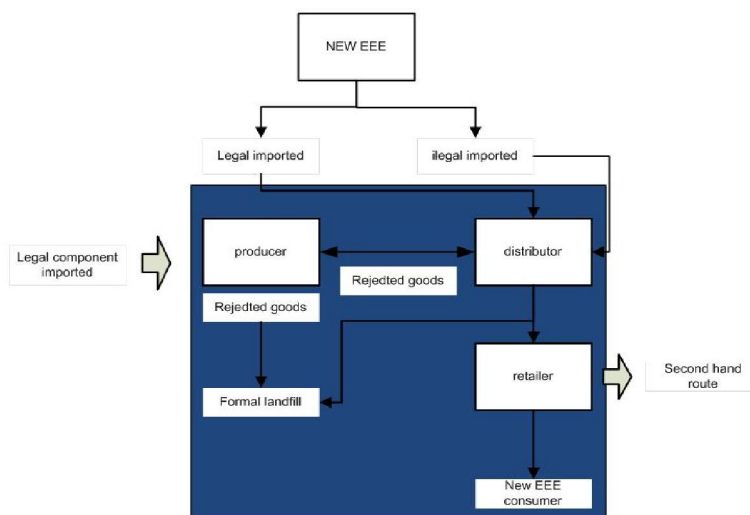 NEW EEE
Legal imported
ilegal imported
Legal component
imported
producer
distributor
Rejedted goods
Rejedted goods
Formal landfill
retailer
Second hand
route
New EEE
consumer